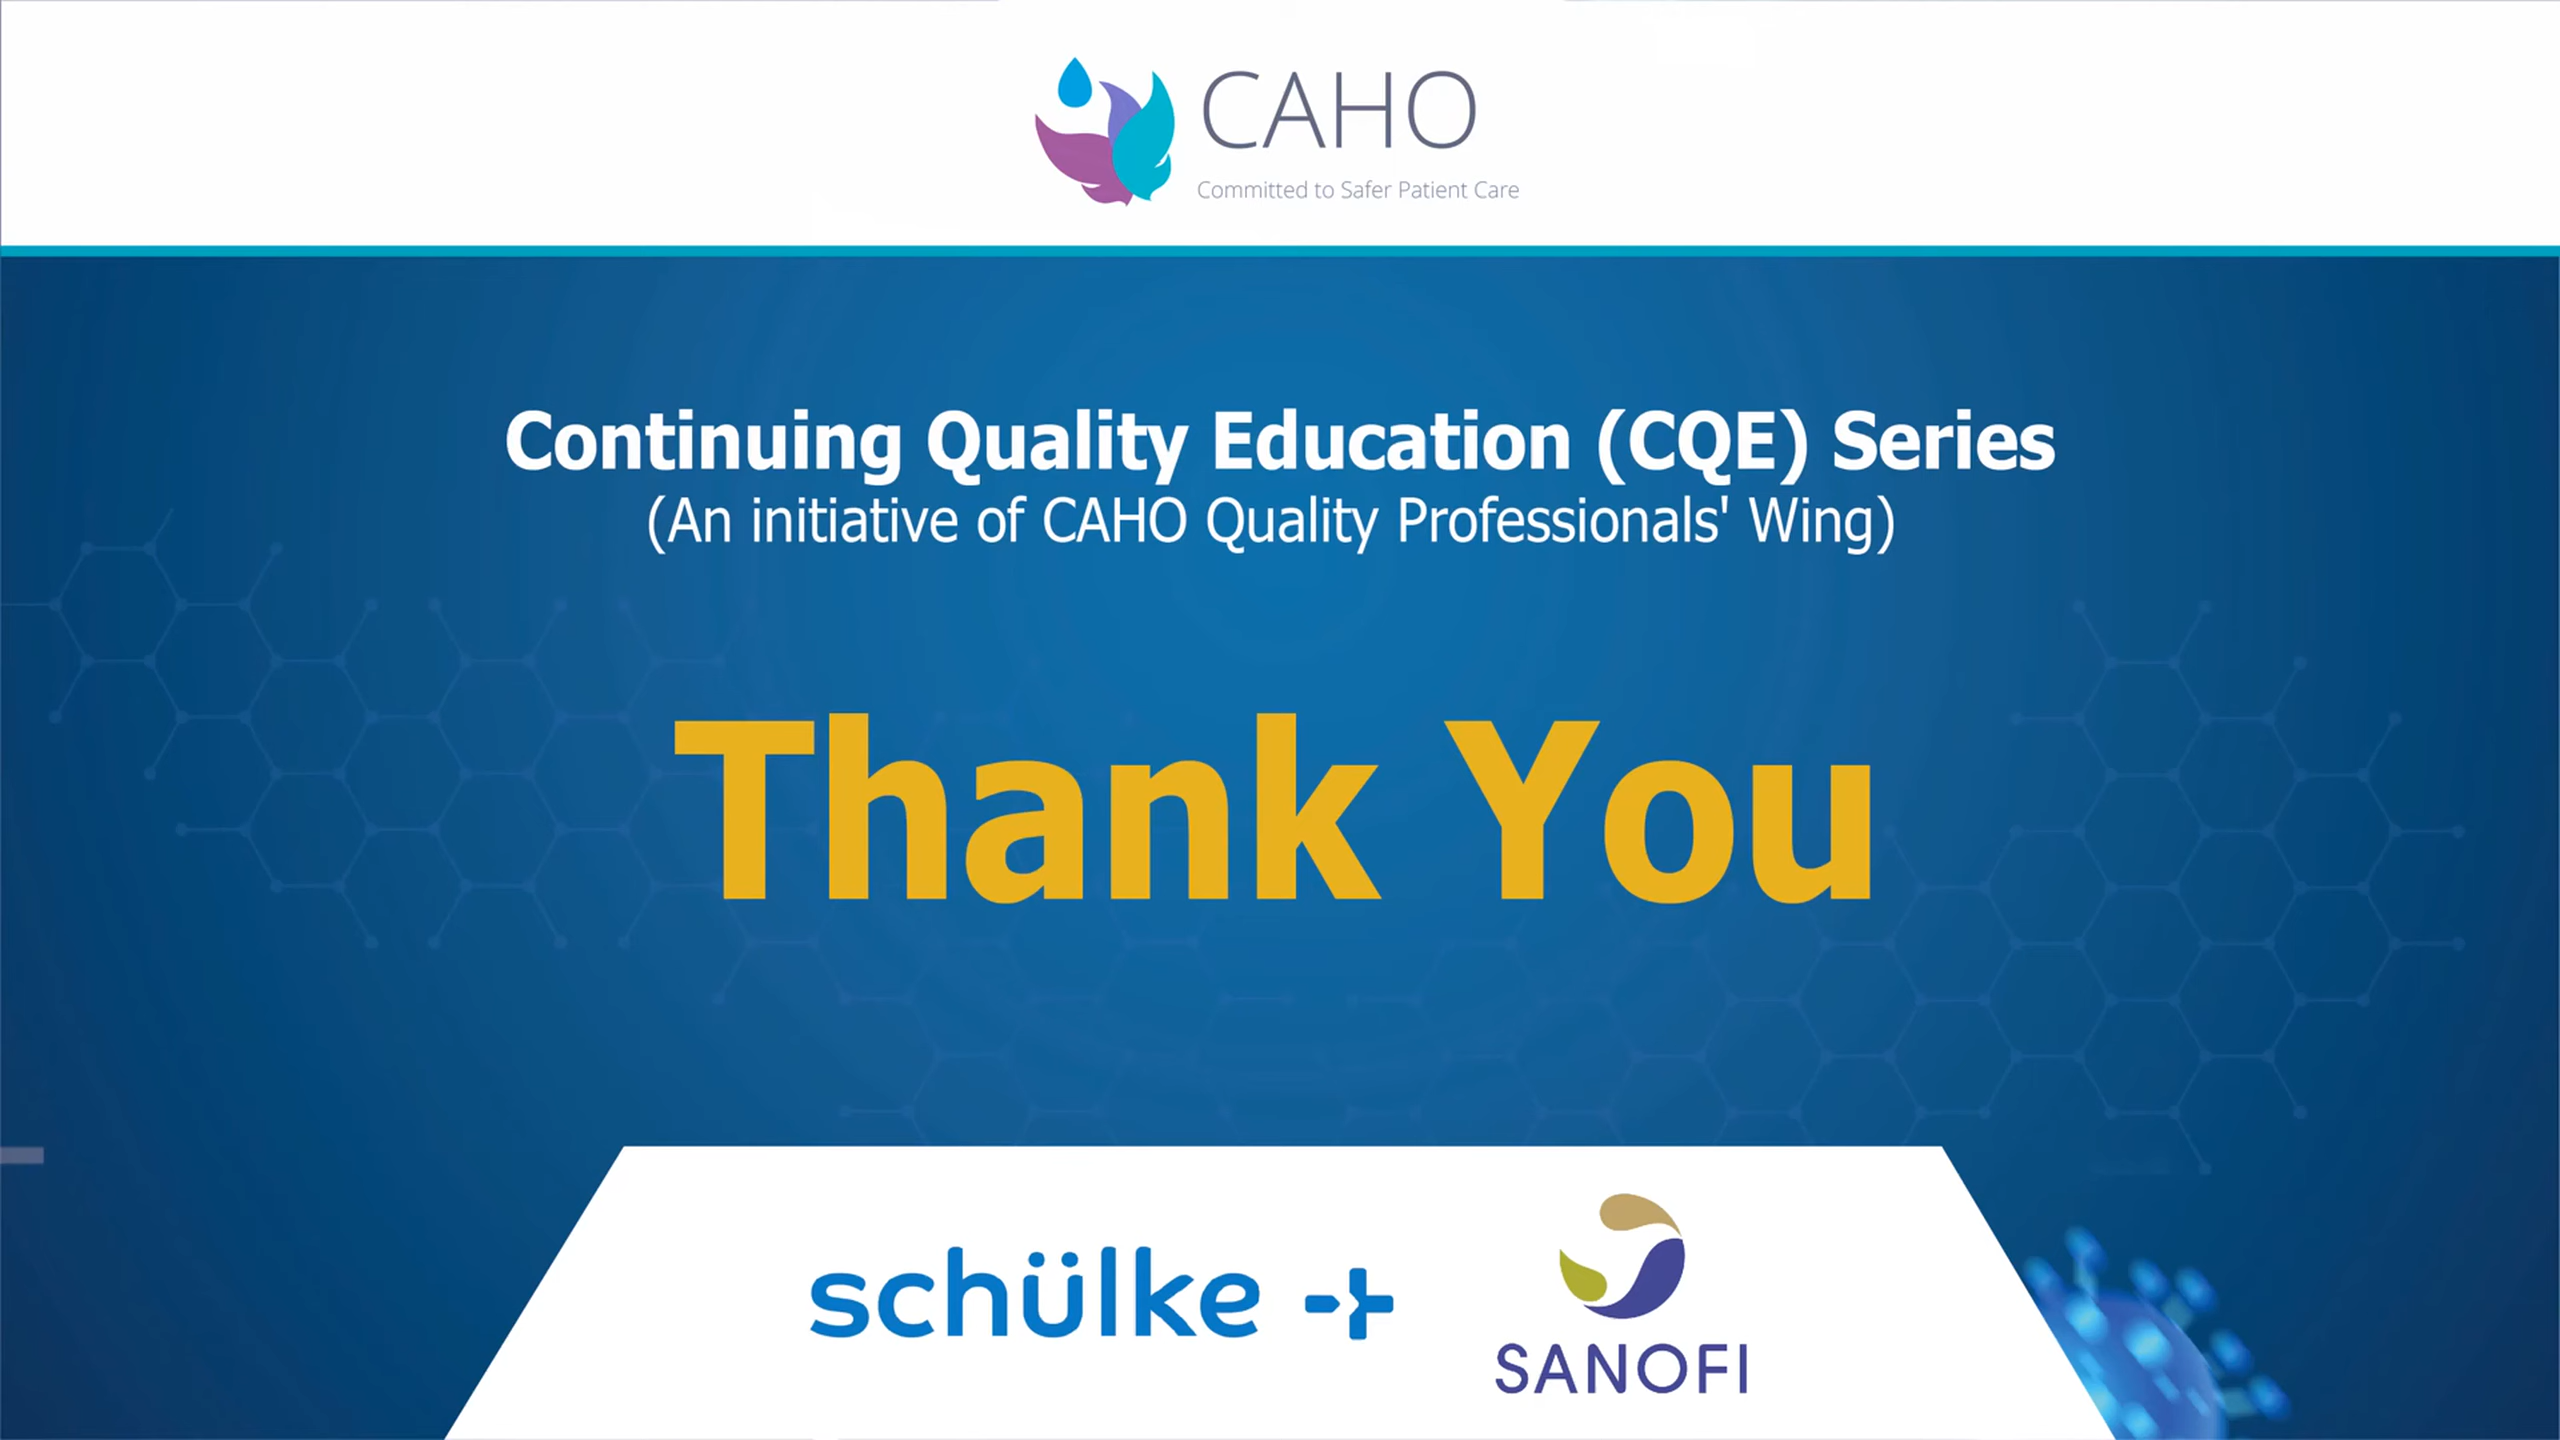 CAHO
Committed to Safer Patient Care
Continuing Quality Education (CQE) Series
(An initiative of CAHO Quality Professionals' Wing)
Thank You
schülke
SANOFI